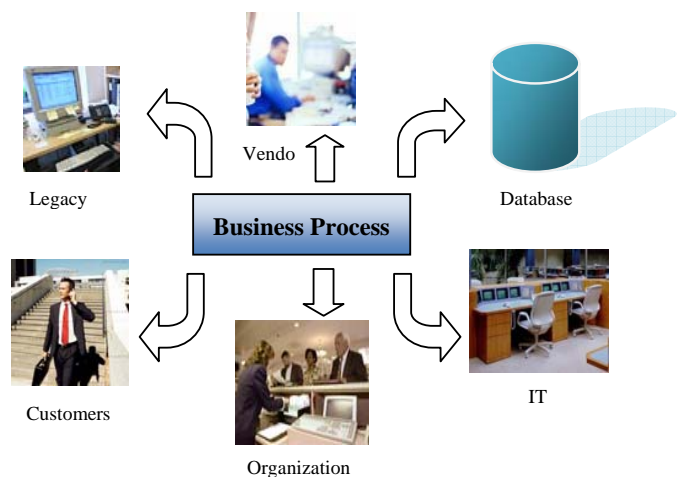 Vendo
Legacy
Database
Business Process
Customers
IT
Organization